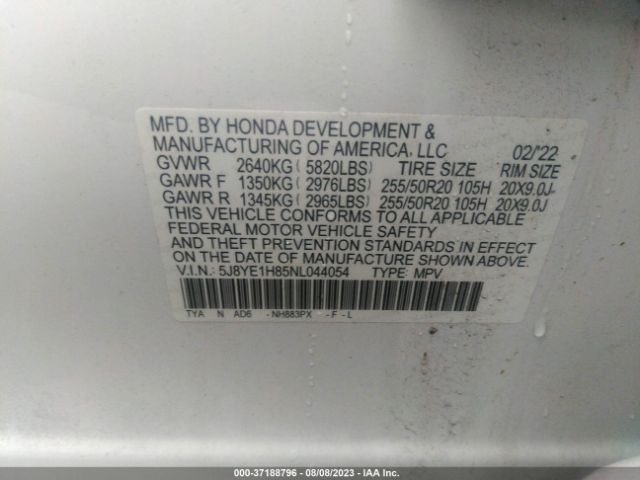 MFD. BY HONDA DEVELOPMENT &
MANUFACTURING OF AMERICA, LLC 02/'22
GVWR 2640KG ( 5820LBS) TIRE SIZE RIM SIZE
GAWR F 1350KG ( 2976LBS) 255/50R20 105H 20X9.0J
GAWR R 1345KG ( 2965LBS) 255/50R20 105H 20X9.0J
THIS VEHICLE CONFORMS TO ALL APPLICABLE
FEDERAL MOTOR VEHICLE SAFETY
AND THEFT PREVENTION STANDARDS IN EFFECT
ON THE DATE OF MANUFACTURE SHOWN ABOVE.
V.I.N.: 5J8YE1H85NL044054 TYPE: MPV
TYA N AD6 -NH883PX -F-L
000-37188796 - 08/08/2023 - IAA Inc.